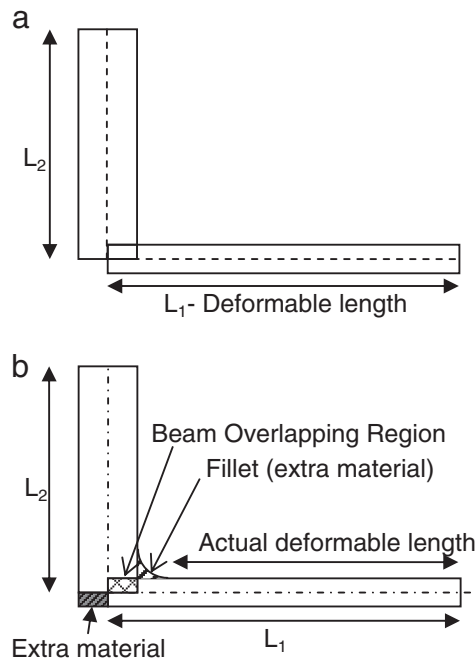 a
L₂
L₁- Deformable length
b
Beam Overlapping Region
Fillet (extra material)
L₂
Actual deformable length
L₁
Extra material